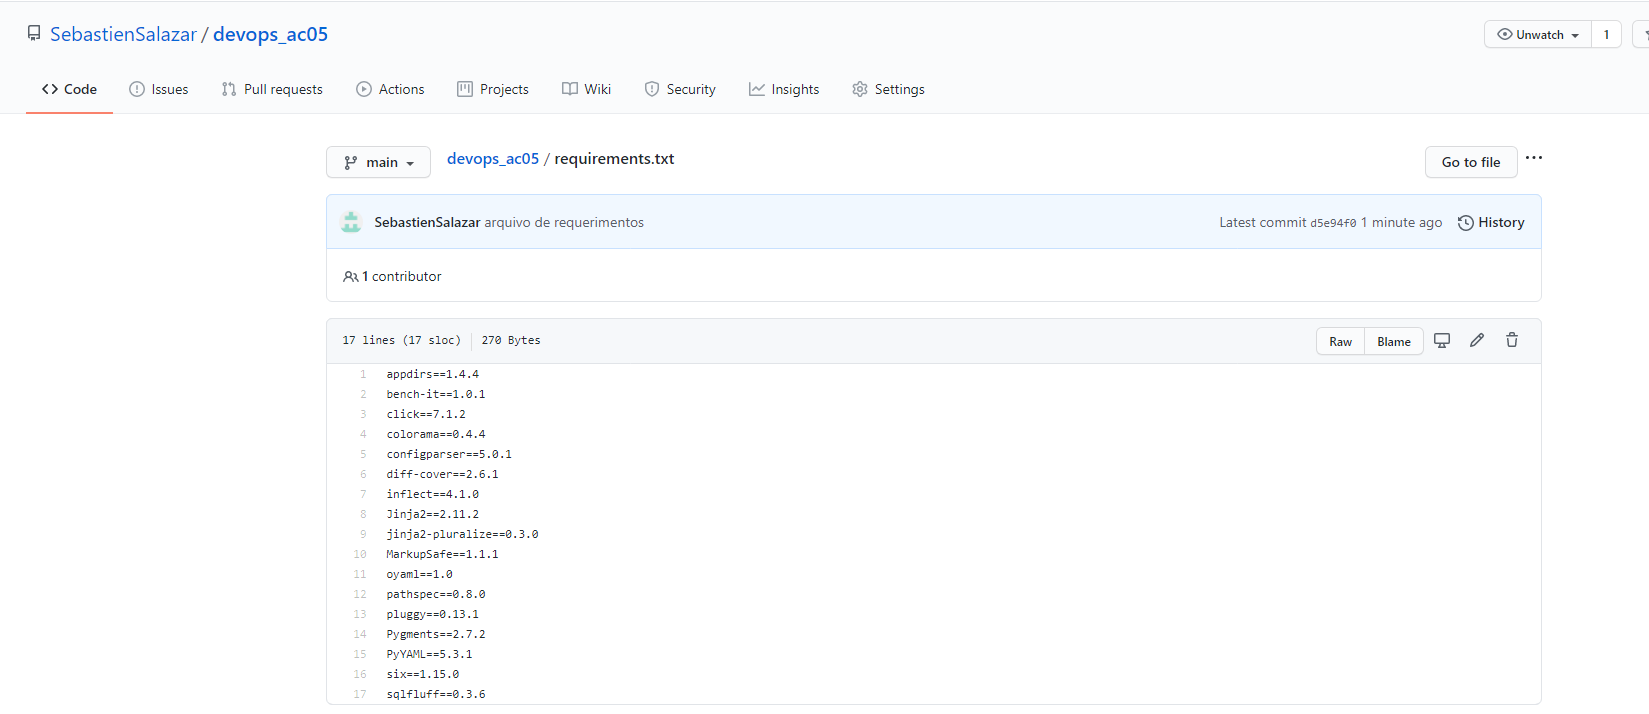 SebastienSalazar / devops_ac05
Unwatch 1
Code Issues Pull requests Actions Projects Wiki Security Insights Settings
main devops_ac05 / requirements.txt Go to file ...
SebastienSalazar arquivo de requerimentos Latest commit d5e94f0 1 minute ago History
1 contributor
17 lines (17 sloc) 270 Bytes Raw Blame
1 appdirs==1.4.4
2 bench-it==1.0.1
3 click==7.1.2
4 colorama==0.4.4
5 configparser==5.0.1
6 diff-cover==2.6.1
7 inflect==4.1.0
8 Jinja2==2.11.2
9 jinja2-pluralize==0.3.0
10 MarkupSafe==1.1.1
11 oyaml==1.0
12 pathspec==0.8.0
13 pluggy==0.13.1
14 Pygments==2.7.2
15 PyYAML==5.3.1
16 six==1.15.0
17 sqlfluff==0.3.6